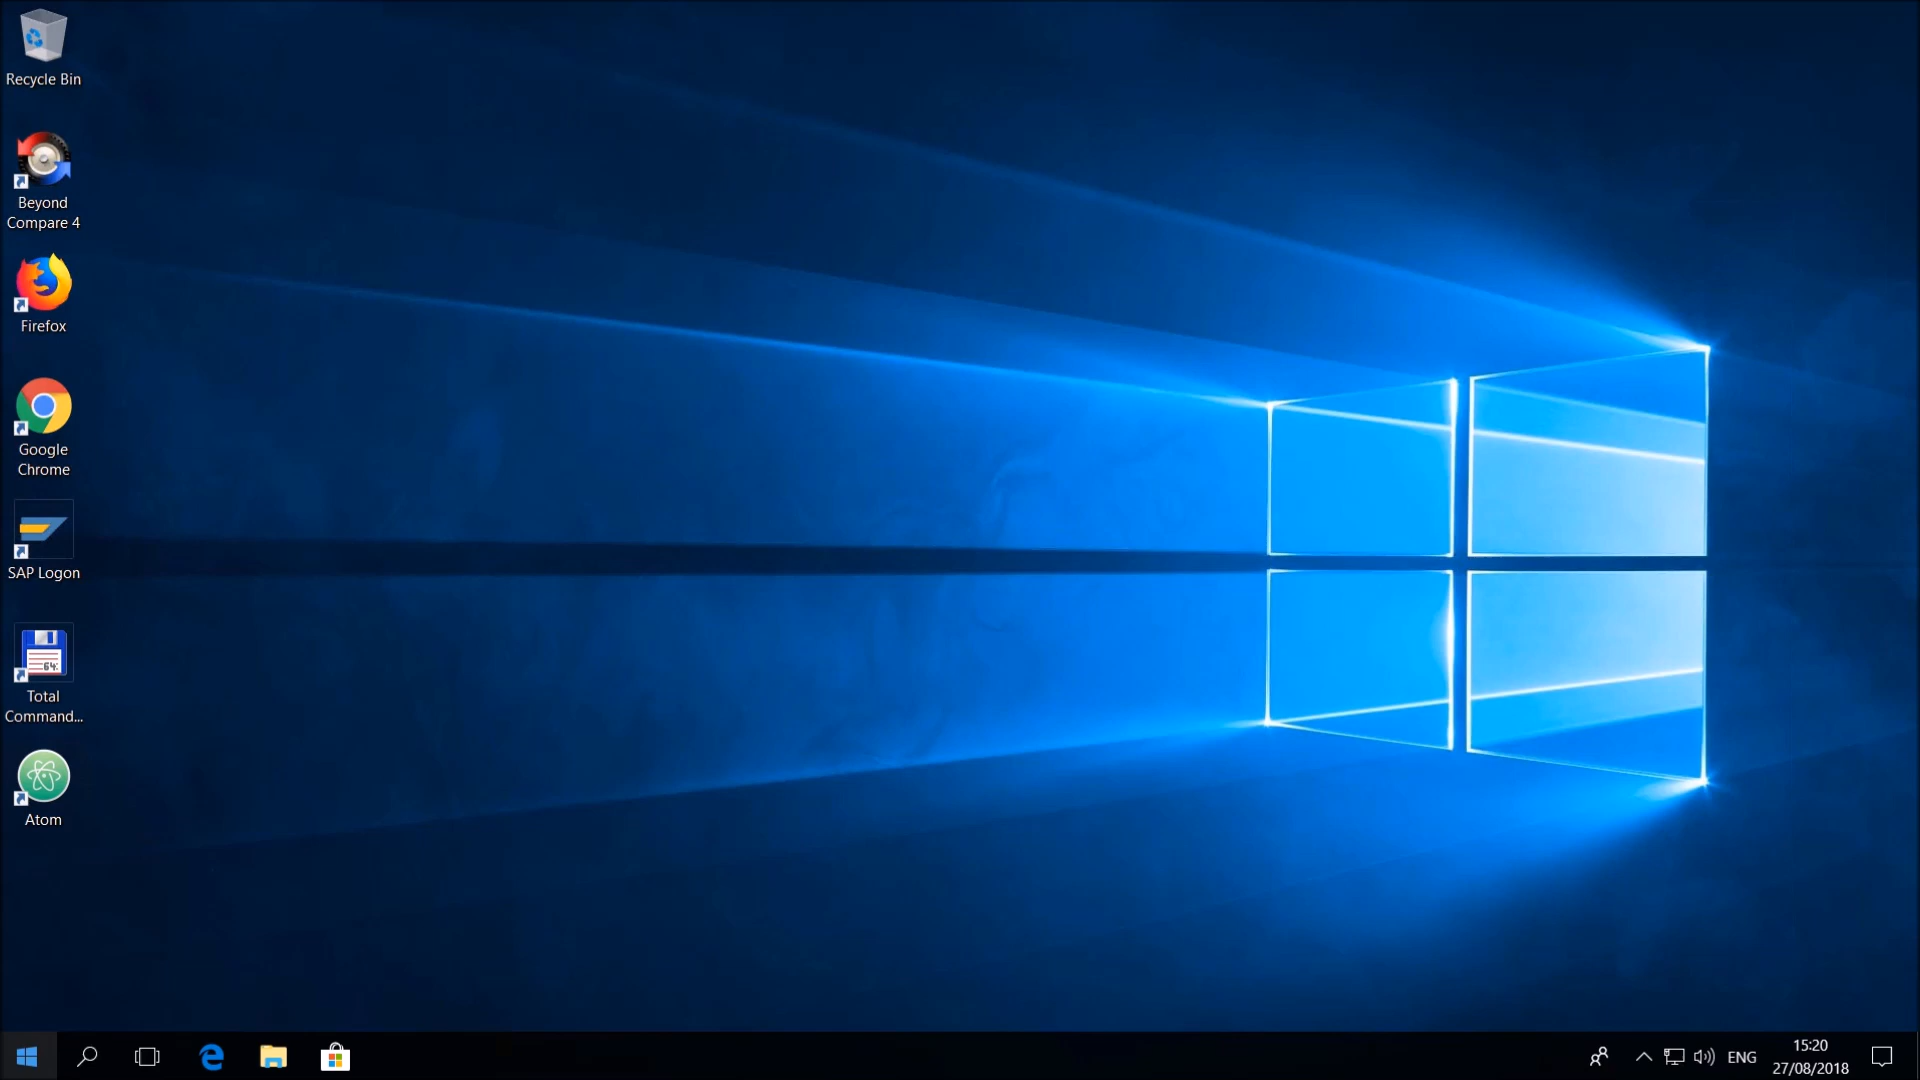 Recycle Bin
Beyond
Compare 4
Firefox
Google
Chrome
SAP Logon
64
Total
Command...
Atom
ENG
15:20
27/08/2018